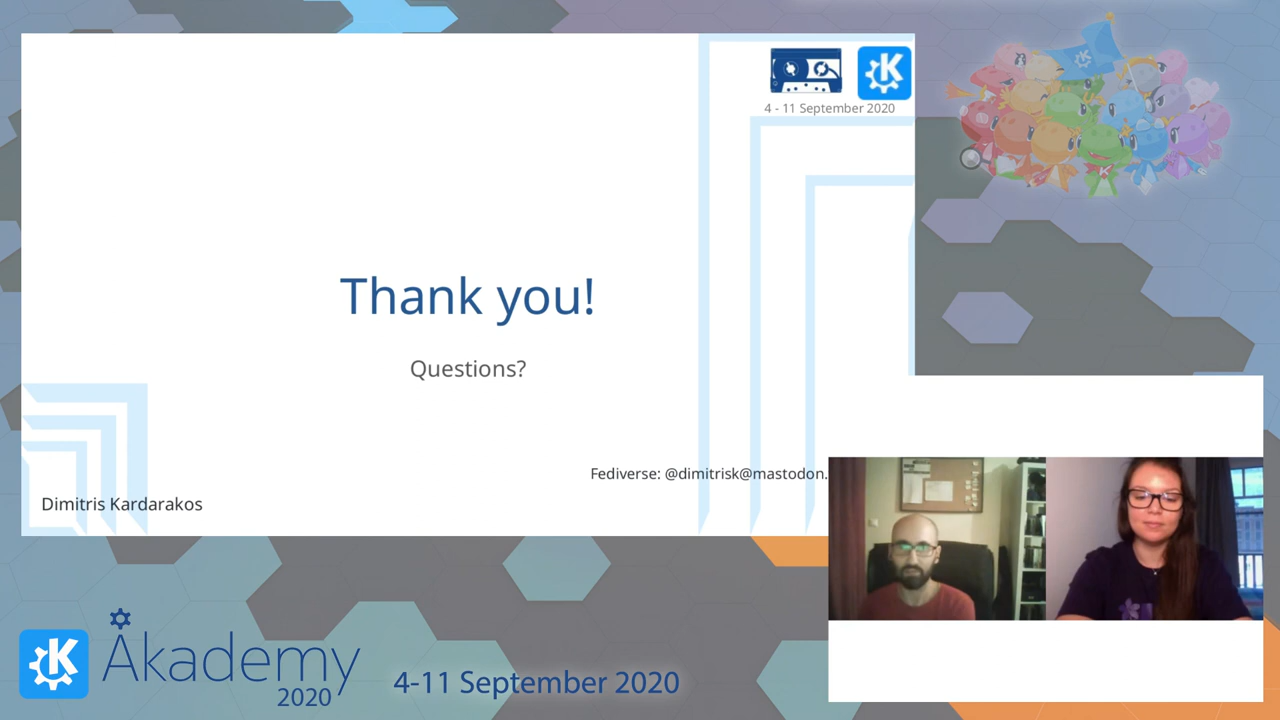 4 - 11 September 2020
Thank you!
Questions?
Fediverse: @dimitrisk@mastodon.
Dimitris Kardarakos
Akademy
2020
4-11 September 2020